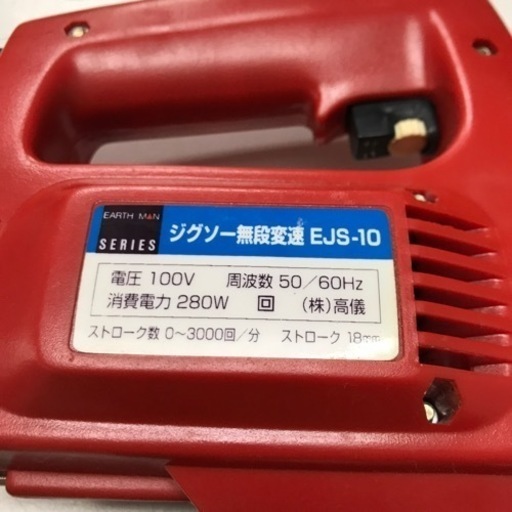 EARTH MAN
SERIES
ジグソー無段変速 EJS-10
電圧 100V 周波数 50/60Hz
消費電力 280W 回 (株)高儀
ストローク数 0〜3000回/分 ストローク 18mm